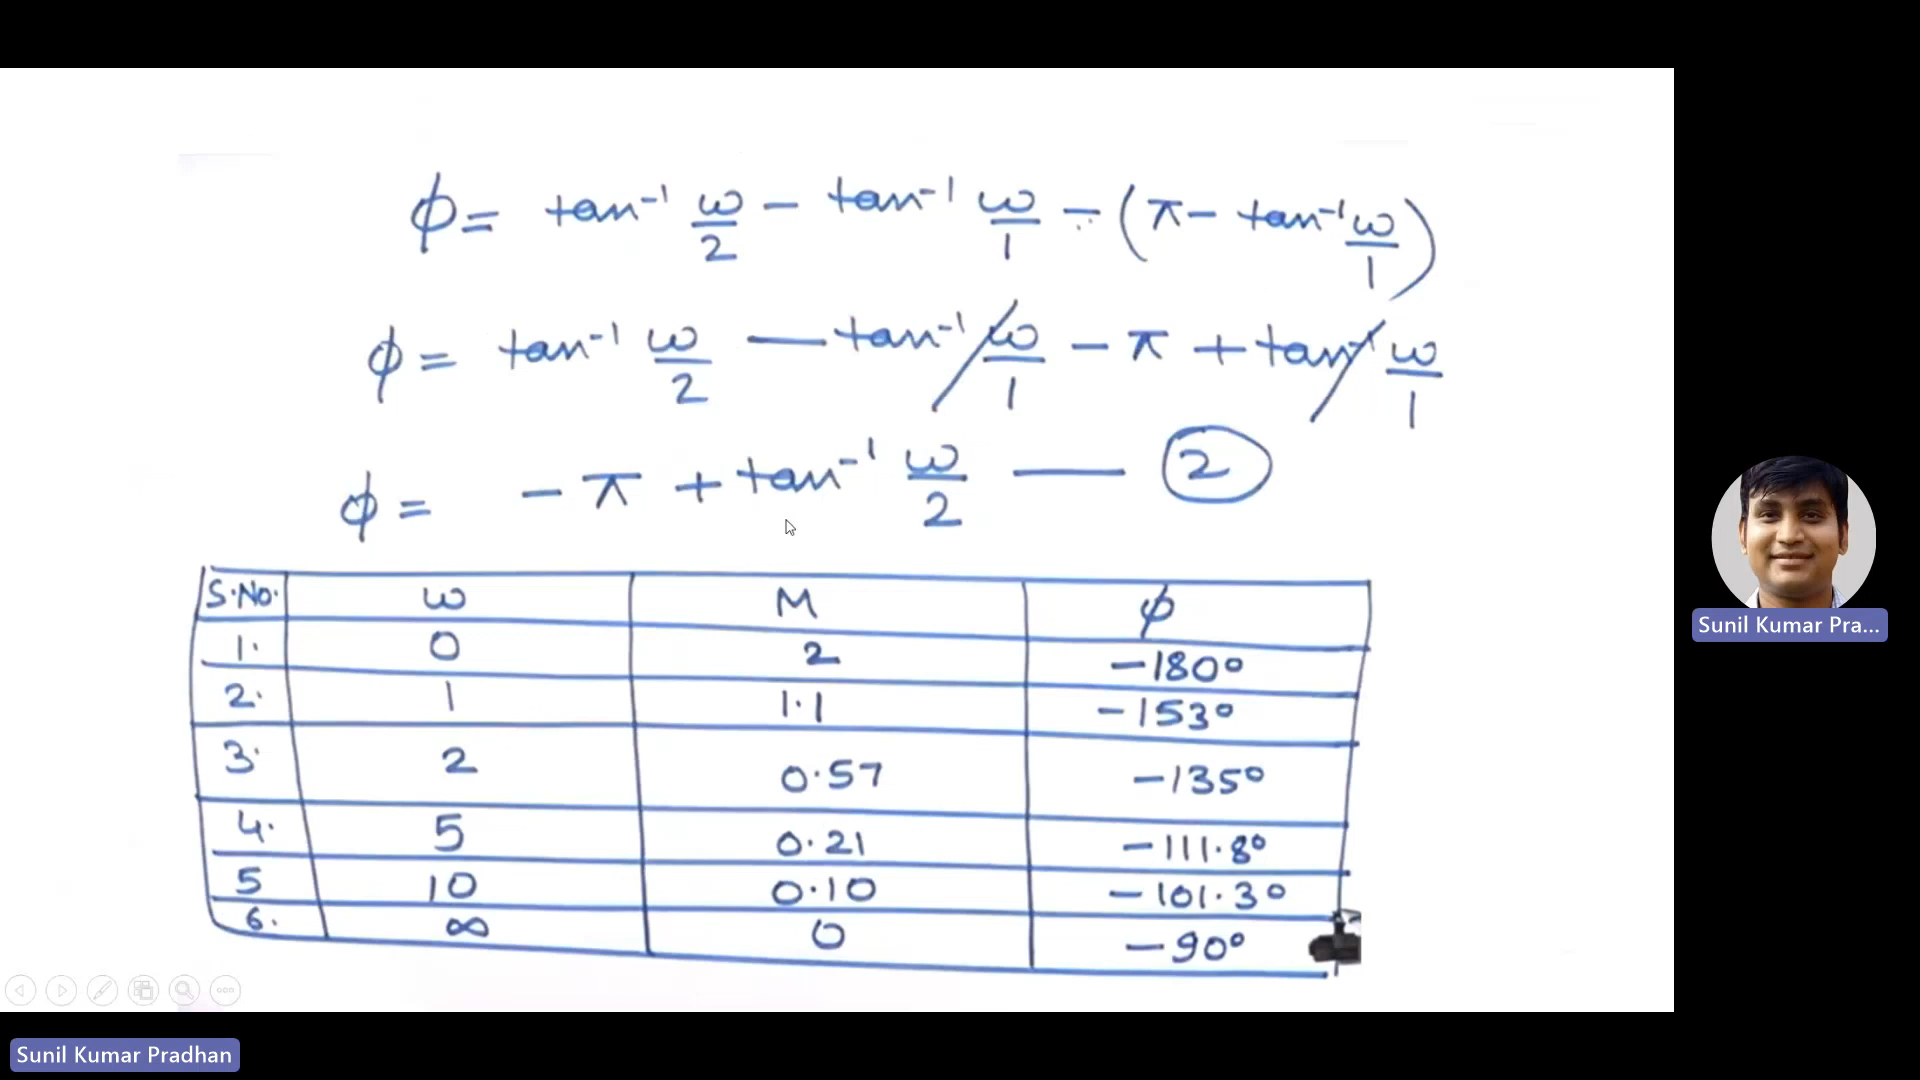 ϕ = tan⁻¹ ω/2 − tan⁻¹ ω/1 − (π − tan⁻¹ ω/1)
ϕ = tan⁻¹ ω/2 — tan⁻¹ ω/1 − π + tan⁻¹ ω/1
ϕ = − π + tan⁻¹ ω/2 — 2
S.No. ω M ϕ
1. 0 2 −180°
2. 1 1.1 −153°
3. 2 0.57 −135°
4. 5 0.21 −111.8°
5 10 0.10 −101.3°
6. ∞ 0 −90°
Sunil Kumar Pra...
Sunil Kumar Pradhan